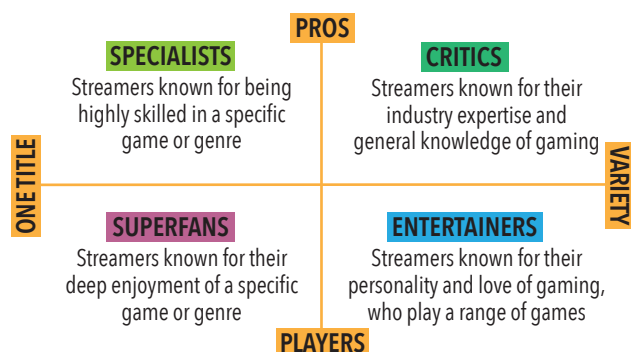 PROS
SPECIALISTS
Streamers known for being
highly skilled in a specific
game or genre
CRITICS
Streamers known for their
industry expertise and
general knowledge of gaming
ONE TITLE
VARIETY
SUPERFANS
Streamers known for their
deep enjoyment of a specific
game or genre
ENTERTAINERS
Streamers known for their
personality and love of gaming,
who play a range of games
PLAYERS